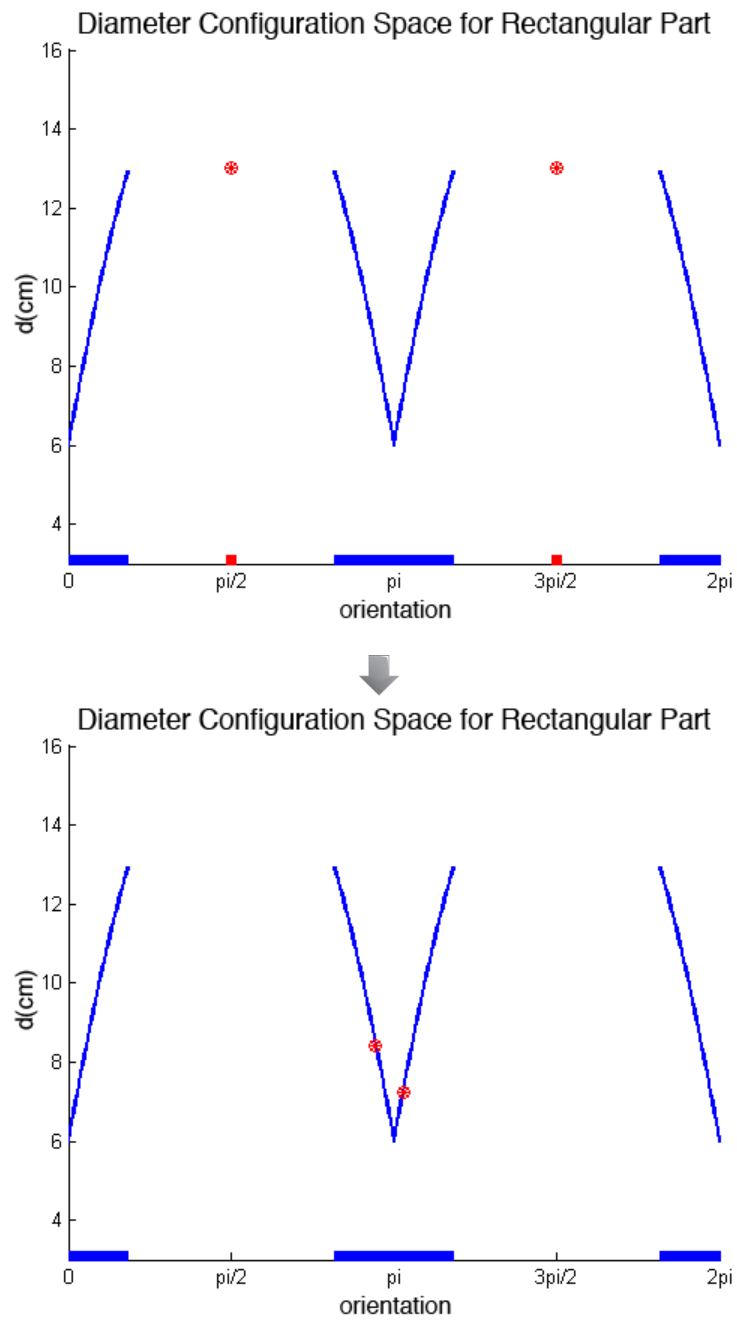 Diameter Configuration Space for Rectangular Part
16
14
12
10
8
6
4
d(cm)
0 pi/2 pi 3pi/2 2pi
orientation
Diameter Configuration Space for Rectangular Part
16
14
12
10
8
6
4
d(cm)
0 pi/2 pi 3pi/2 2pi
orientation